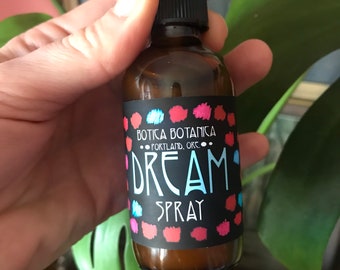 BOTICA BOTANICA
PORTLAND, ORE
DREAM
SPRAY